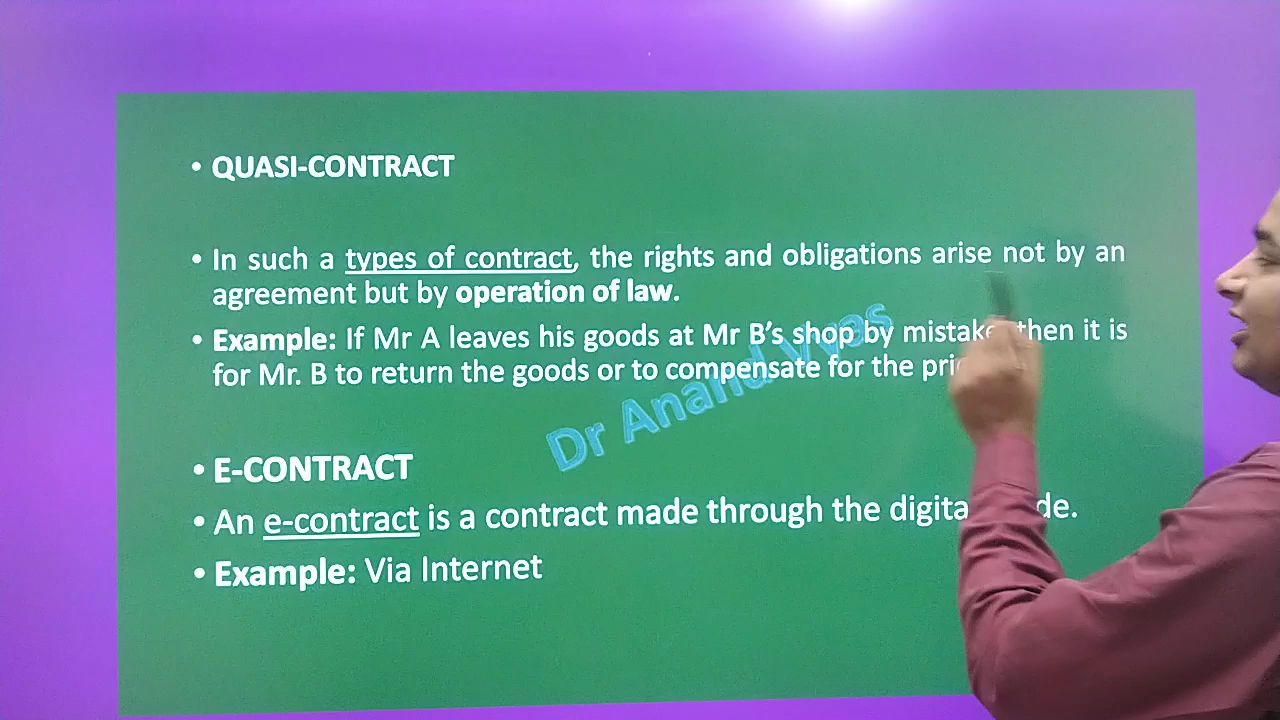 • QUASI-CONTRACT
• In such a types of contract, the rights and obligations arise not by an
agreement but by operation of law.
• Example: If Mr A leaves his goods at Mr B's shop by mistake then it is
for Mr. B to return the goods or to compensate for the
Dr Anand Vyas
• E-CONTRACT
• An e-contract is a contract made through the
• Example: Via Internet